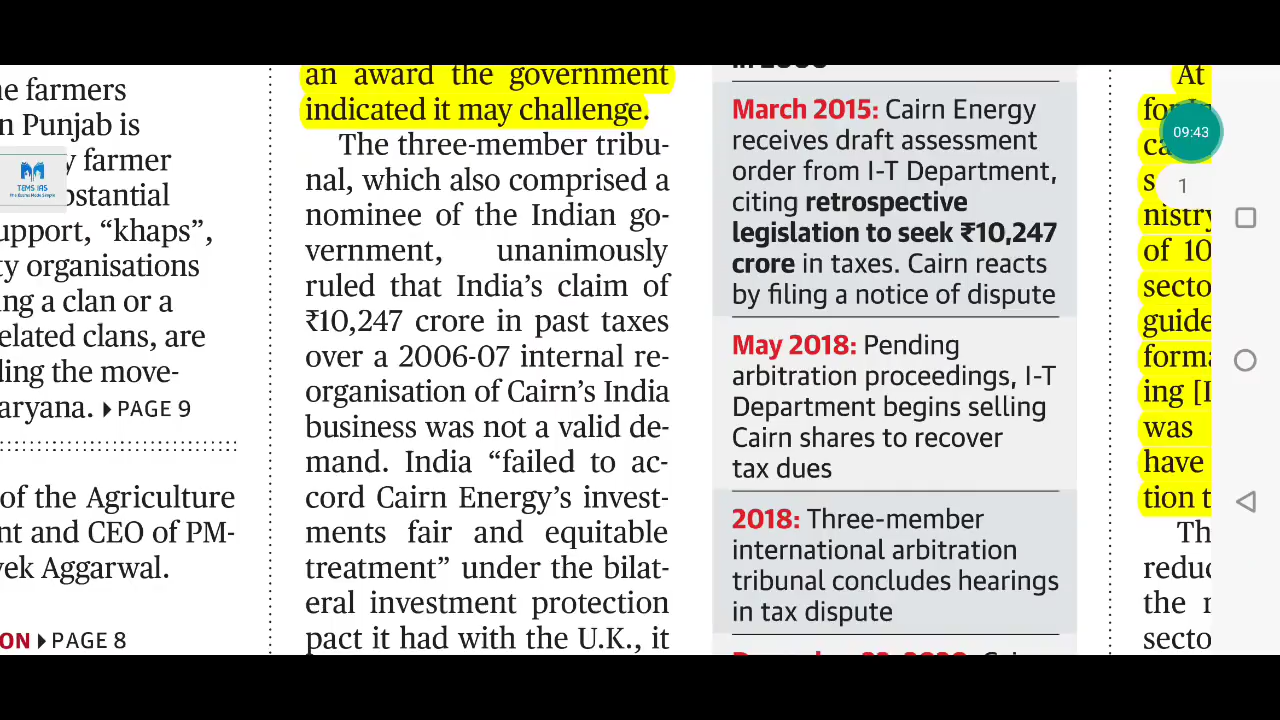 e farmers
n Punjab is
y farmer
ostantial
upport, “khaps”,
ty organisations
ing a clan or a
elated clans, are
ding the move-
aryana. PAGE 9
of the Agriculture
nt and CEO of PM-
vek Aggarwal.
ON PAGE 8
TEMS IAS
an award the government
indicated it may challenge.
The three-member tribu-
nal, which also comprised a
nominee of the Indian go-
vernment, unanimously
ruled that India’s claim of
₹10,247 crore in past taxes
over a 2006-07 internal re-
organisation of Cairn’s India
business was not a valid de-
mand. India “failed to ac-
cord Cairn Energy’s invest-
ments fair and equitable
treatment” under the bilat-
eral investment protection
pact it had with the U.K., it
March 2015: Cairn Energy
receives draft assessment
order from I-T Department,
citing retrospective
legislation to seek ₹10,247
crore in taxes. Cairn reacts
by filing a notice of dispute
May 2018: Pending
arbitration proceedings, I-T
Department begins selling
Cairn shares to recover
tax dues
2018: Three-member
international arbitration
tribunal concludes hearings
in tax dispute
At
nistry
of 10
secto
guide
forma
ing [I
was
have
tion t
Th
reduc
the
secto
09:43
1